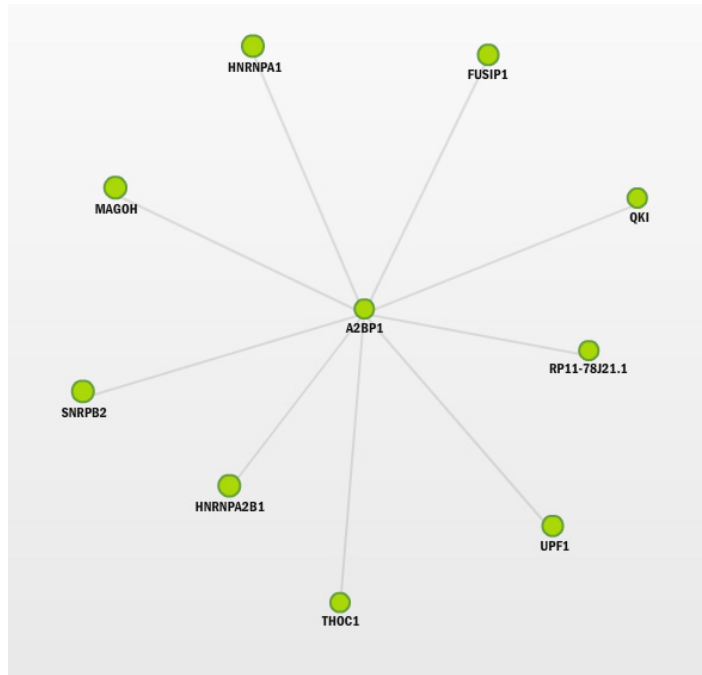 HNRNPA1
FUSIP1
MAGOH
QKI
A2BP1
RP11-78J21.1
SNRPB2
HNRNPA2B1
UPF1
THOC1